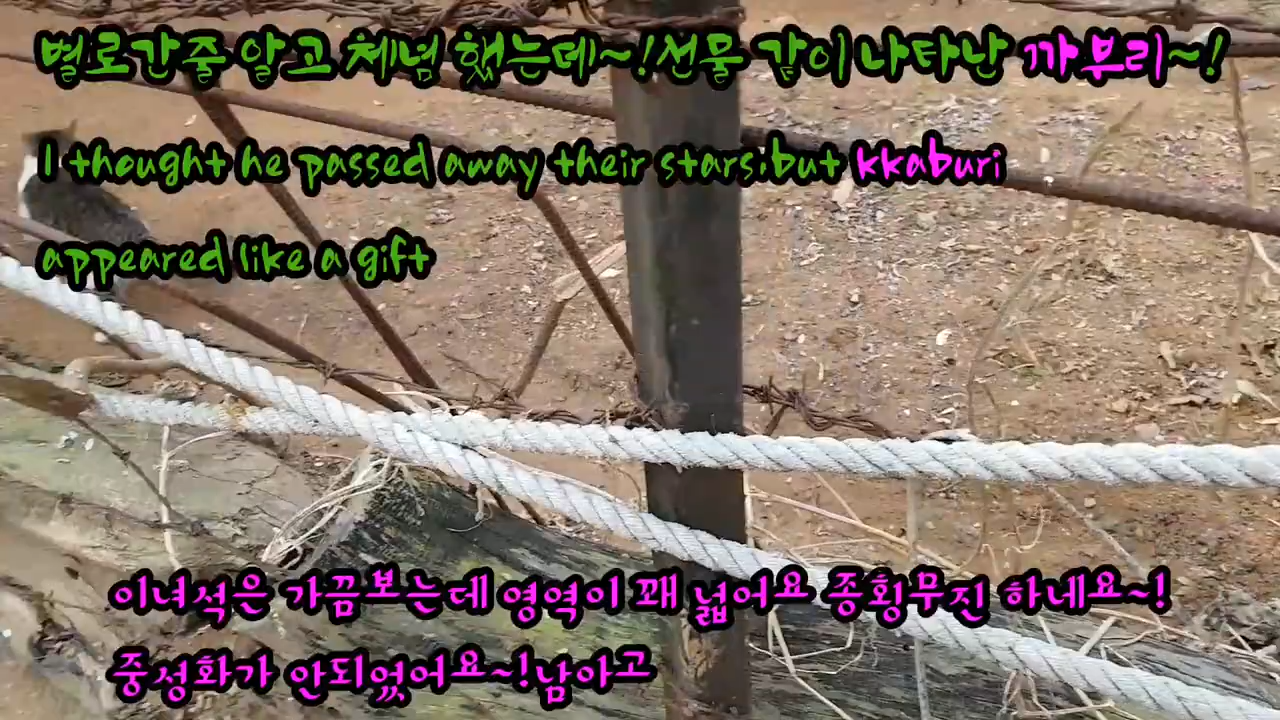 별로간줄 알고 체념 했는데~!선물 같이 나타난 까부리~!
I thought he passed away their stars.but kkaburi
appeared like a gift
이녀석은 가끔보는데 영역이 꽤 넓어요 종횡무진 하네요~!
중성화가 안되었어요~!남아고